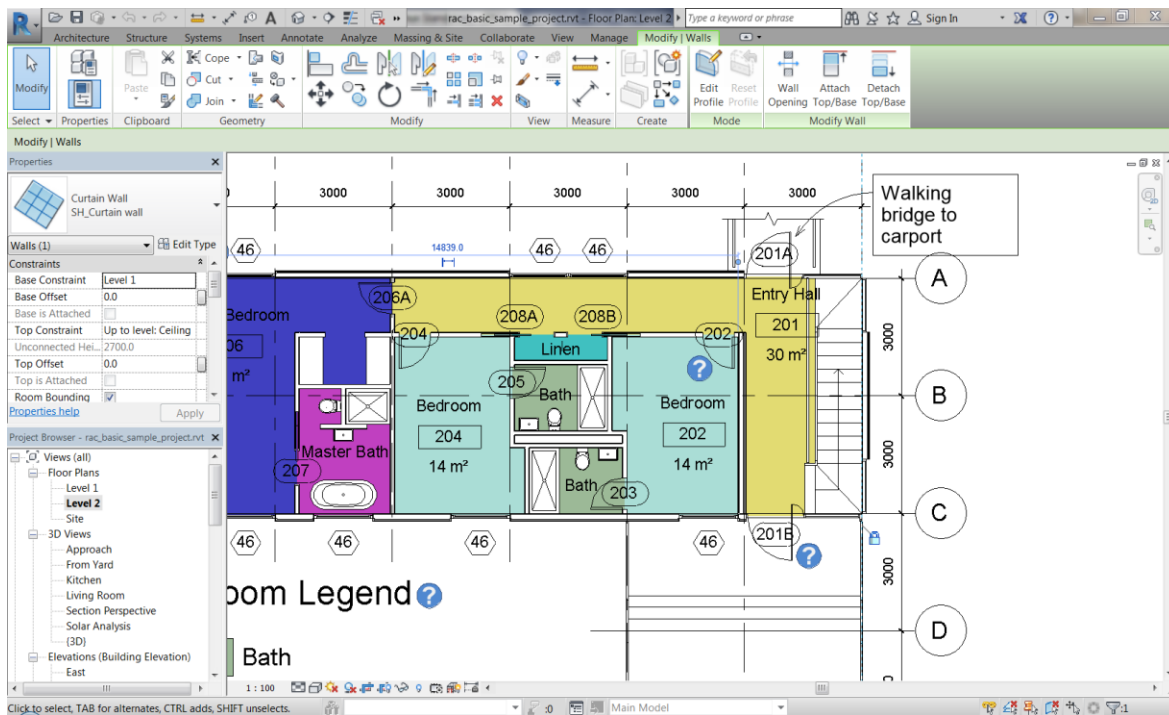 rac_basic_sample_project.rvt - Floor Plan: Level 2
Type a keyword or phrase
Sign In
Architecture Structure Systems Insert Annotate Analyze Massing & Site Collaborate View Manage Modify | Walls
Modify
Paste
Cope
Cut
Join
Edit Profile
Reset Profile
Wall Opening
Attach Top/Base
Detach Top/Base
Select Properties Clipboard Geometry Modify View Measure Create Mode Modify Wall
Modify | Walls
Properties
Curtain Wall
SH_Curtain wall
Walls (1) Edit Type
Constraints
Base Constraint Level 1
Base Offset 0.0
Base is Attached
Top Constraint Up to level: Ceiling
Unconnected Hei... 2700.0
Top Offset 0.0
Top is Attached
Room Bounding
Properties help Apply
Project Browser - rac_basic_sample_project.rvt
Views (all)
Floor Plans
Level 1
Level 2
Site
3D Views
Approach
From Yard
Kitchen
Living Room
Section Perspective
Solar Analysis
{3D}
Elevations (Building Elevation)
East
0 3000 3000 3000 3000 3000
Walking
bridge to
carport
46 14839.0 46 46 201A
A
206A Entry Hall
Bedroom 208A 208B 201
204 202 30 m²
06 Linen
m² 205
3000
Bath
B
Bedroom Bedroom
204 202
14 m² 14 m²
Master Bath
207 Bath 203
3000
C
46 46 46 46 201B
3000
oom Legend
D
Bath
0
1 : 100
Click to select, TAB for alternates, CTRL adds, SHIFT unselects.
:0 Main Model :1